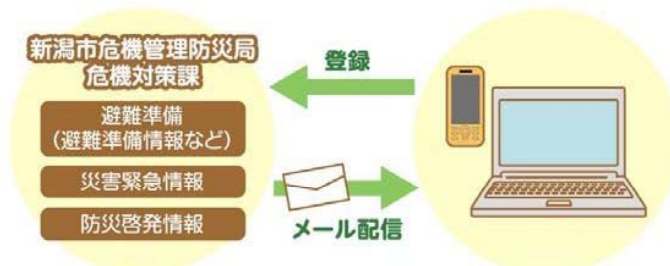 新潟市危機管理防災局
危機対策課
避難準備
（避難準備情報など）
災害緊急情報
防災啓発情報
登録
メール配信